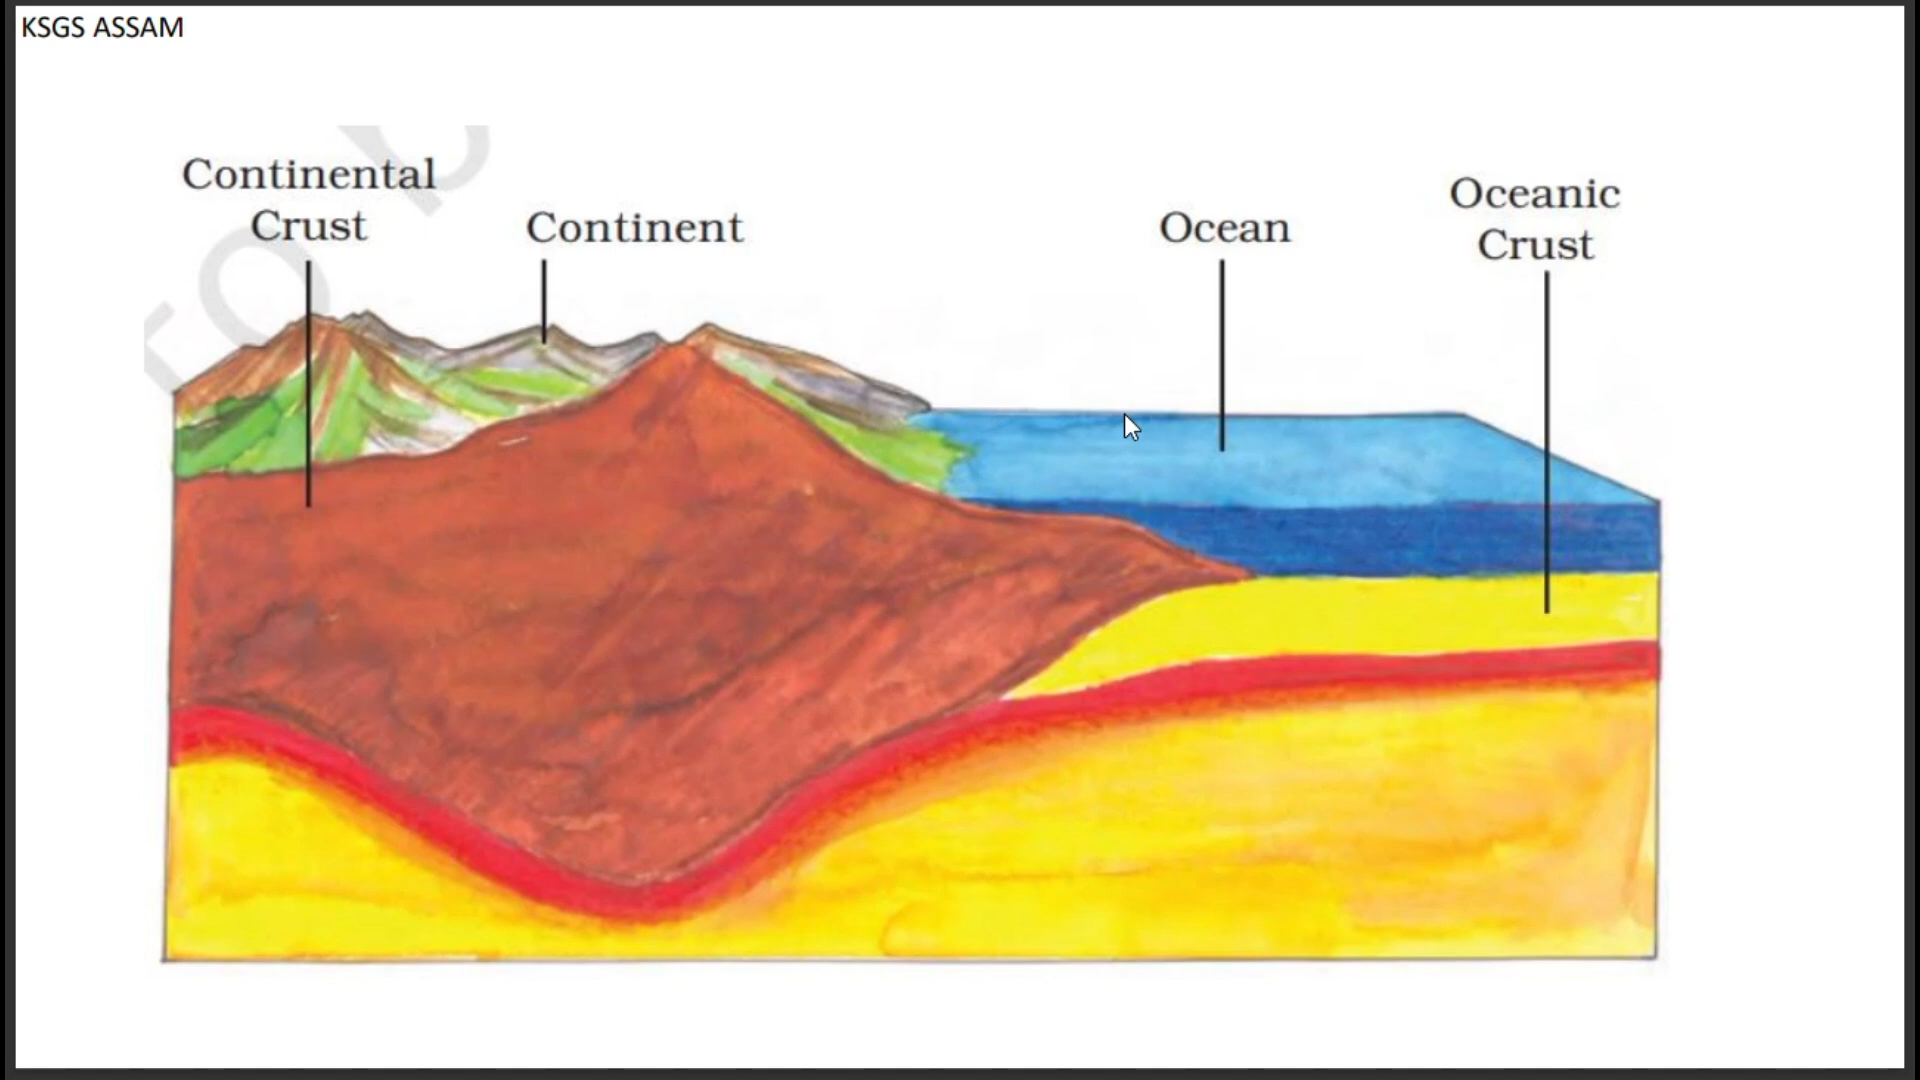 KSGS ASSAM
Continental
Crust
Continent
Ocean
Oceanic
Crust